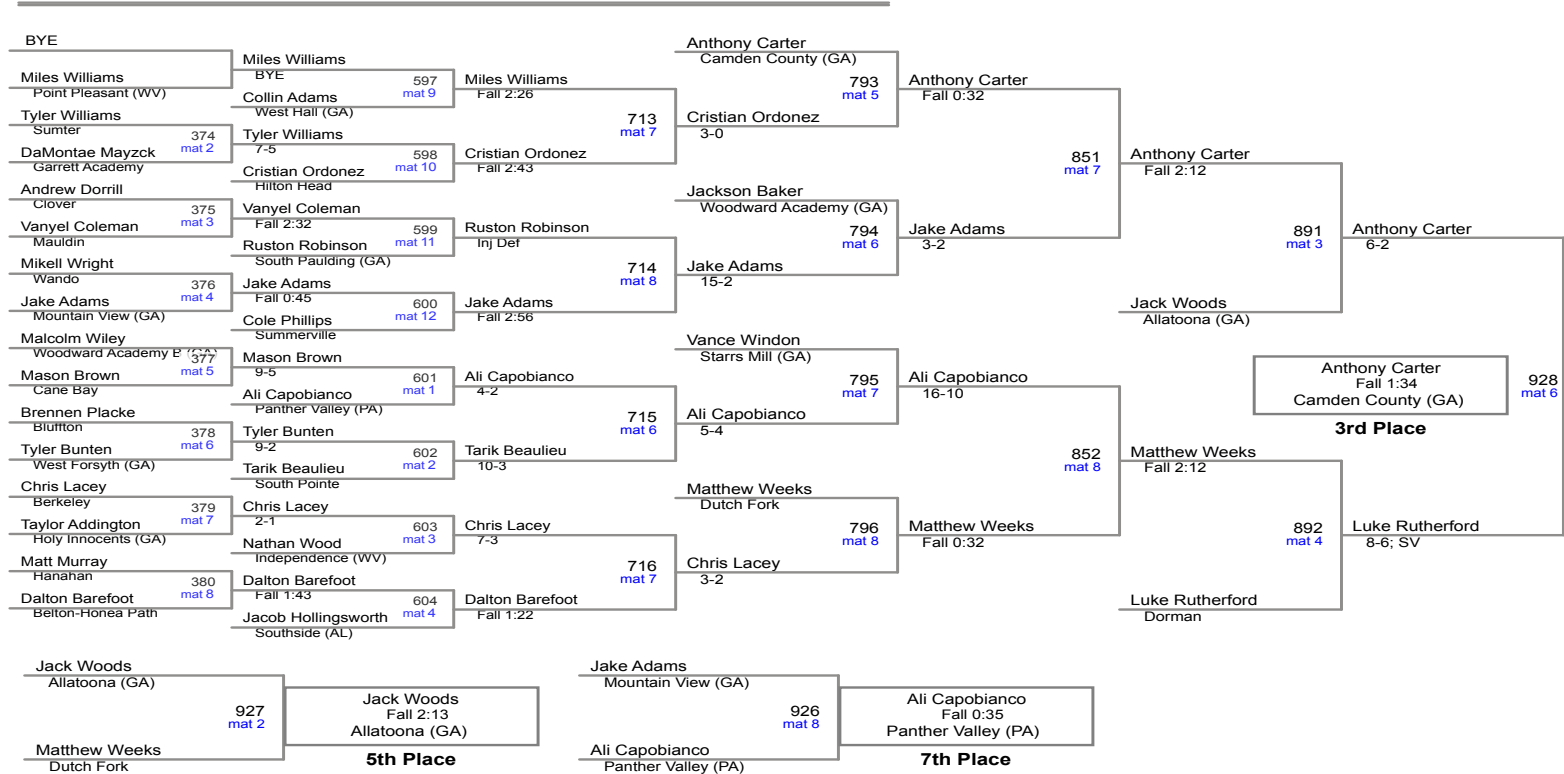 BYE
Miles Williams
Point Pleasant (WV)
Tyler Williams
Sumter
374
mat 2
DaMontae Mayzck
Garrett Academy
Andrew Dorrill
Clover
375
mat 3
Vanyel Coleman
Mauldin
Mikell Wright
Wando
376
mat 4
Jake Adams
Mountain View (GA)
Malcolm Wiley
Woodward Academy B (GA)
377
mat 5
Mason Brown
Cane Bay
Brennen Placke
Bluffton
378
mat 6
Tyler Bunten
West Forsyth (GA)
Chris Lacey
Berkeley
379
mat 7
Taylor Addington
Holy Innocents (GA)
Matt Murray
Hanahan
380
mat 8
Dalton Barefoot
Belton-Honea Path
Miles Williams
BYE
597
mat 9
Collin Adams
West Hall (GA)
Tyler Williams
7-5
598
mat 10
Cristian Ordonez
Hilton Head
Vanyel Coleman
Fall 2:32
599
mat 11
Ruston Robinson
South Paulding (GA)
Jake Adams
Fall 0:45
600
mat 12
Cole Phillips
Summerville
Mason Brown
9-5
601
mat 1
Ali Capobianco
Panther Valley (PA)
Tyler Bunten
9-2
602
mat 2
Tarik Beaulieu
South Pointe
Chris Lacey
2-1
603
mat 3
Nathan Wood
Independence (WV)
Dalton Barefoot
Fall 1:43
604
mat 4
Jacob Hollingsworth
Southside (AL)
Miles Williams
Fall 2:26
713
mat 7
Cristian Ordonez
Fall 2:43
Ruston Robinson
Inj Def
714
mat 8
Jake Adams
Fall 2:56
Ali Capobianco
4-2
715
mat 6
Tarik Beaulieu
10-3
Chris Lacey
7-3
716
mat 7
Dalton Barefoot
Fall 1:22
Anthony Carter
Camden County (GA)
793
mat 5
Cristian Ordonez
3-0
Jackson Baker
Woodward Academy (GA)
794
mat 6
Jake Adams
15-2
Vance Windon
Starrs Mill (GA)
795
mat 7
Ali Capobianco
5-4
Matthew Weeks
Dutch Fork
796
mat 8
Chris Lacey
3-2
Anthony Carter
Fall 0:32
851
mat 7
Jake Adams
3-2
Ali Capobianco
16-10
852
mat 8
Matthew Weeks
Fall 0:32
Anthony Carter
Fall 2:12
891
mat 3
Jack Woods
Allatoona (GA)
Matthew Weeks
Fall 2:12
892
mat 4
Luke Rutherford
Dorman
Anthony Carter
6-2
928
mat 6
Luke Rutherford
8-6; SV
Anthony Carter
Fall 1:34
Camden County (GA)
3rd Place
Jack Woods
Allatoona (GA)
927
mat 2
Matthew Weeks
Dutch Fork
Jack Woods
Fall 2:13
Allatoona (GA)
5th Place
Jake Adams
Mountain View (GA)
926
mat 8
Ali Capobianco
Panther Valley (PA)
Ali Capobianco
Fall 0:35
Panther Valley (PA)
7th Place